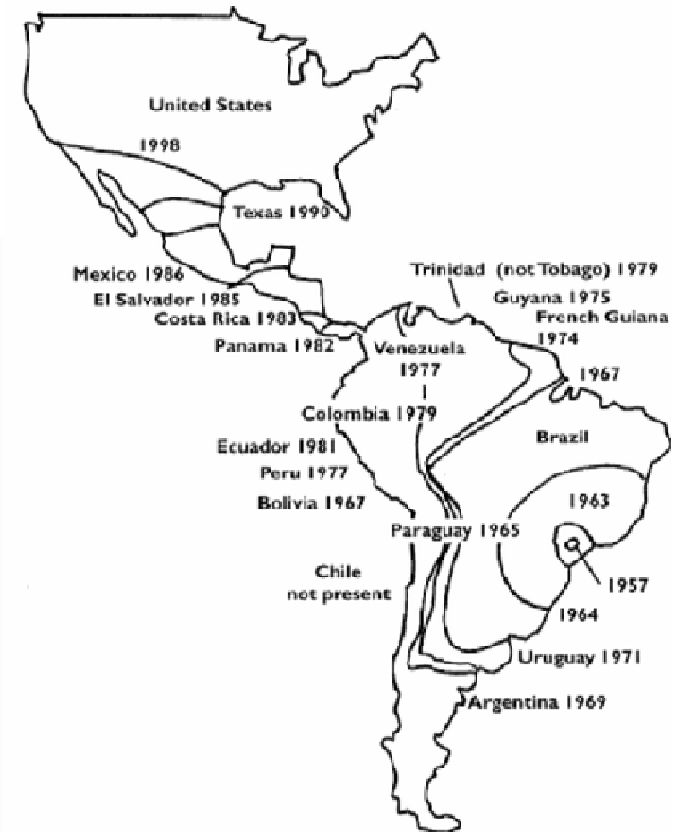 United States
1998
Texas 1990
Mexico 1986
El Salvador 1985
Costa Rica 1983
Panama 1982
Trinidad (not Tobago) 1979
Guyana 1975
French Guiana
1974
1967
Venezuela
1977
Colombia 1979
Ecuador 1981
Peru 1977
Bolivia 1967
Brazil
1963
Paraguay 1965
Chile
not present
1957
1964
Uruguay 1971
Argentina 1969